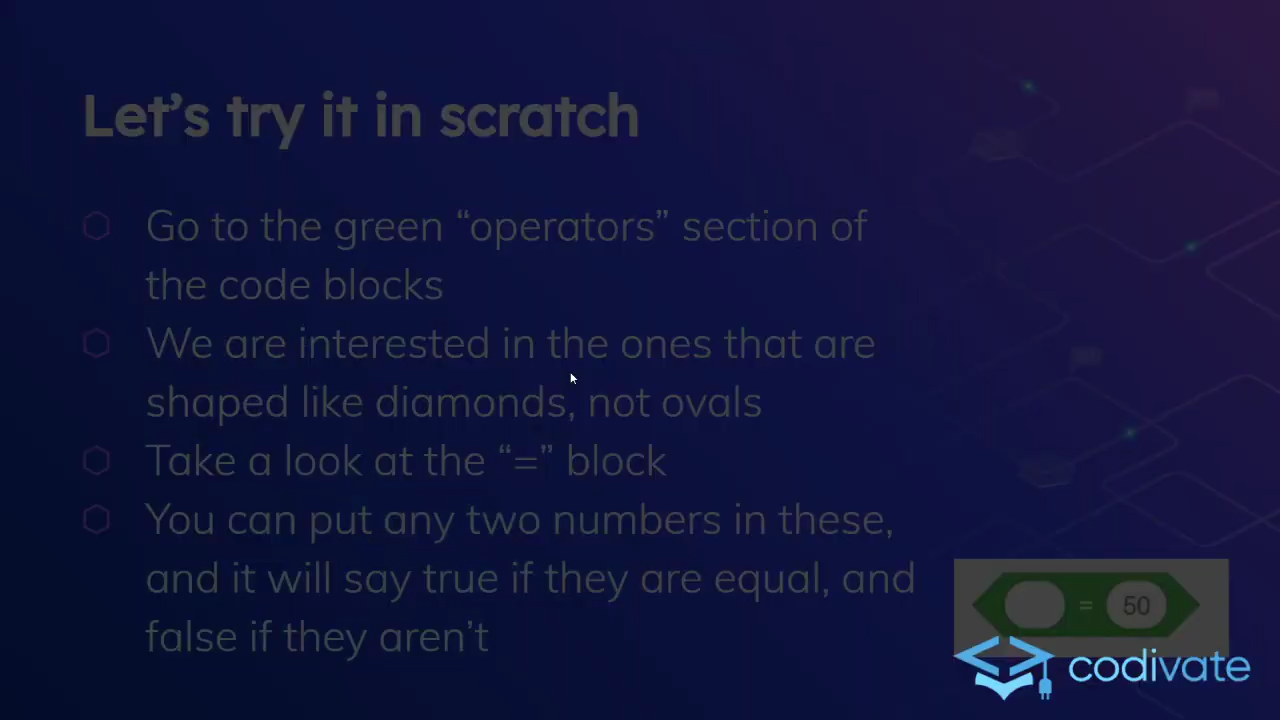 Let’s try it in scratch
Go to the green “operators” section of
the code blocks
We are interested in the ones that are
shaped like diamonds, not ovals
Take a look at the “=” block
You can put any two numbers in these,
and it will say true if they are equal, and
false if they aren’t
= 50
codivate